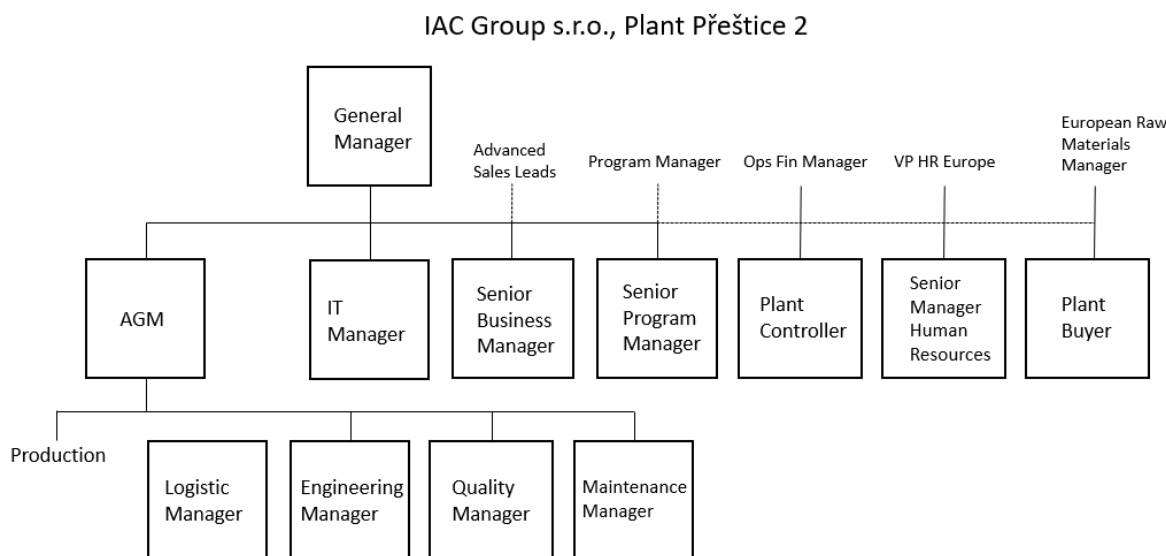 IAC Group s.r.o., Plant Přeštice 2
General
Manager
Advanced
Sales Leads
Program Manager
Ops Fin Manager
VP HR Europe
European Raw
Materials
Manager
AGM
IT
Manager
Senior
Business
Manager
Senior
Program
Manager
Plant
Controller
Senior
Manager
Human
Resources
Plant
Buyer
Production
Logistic
Manager
Engineering
Manager
Quality
Manager
Maintenance
Manager